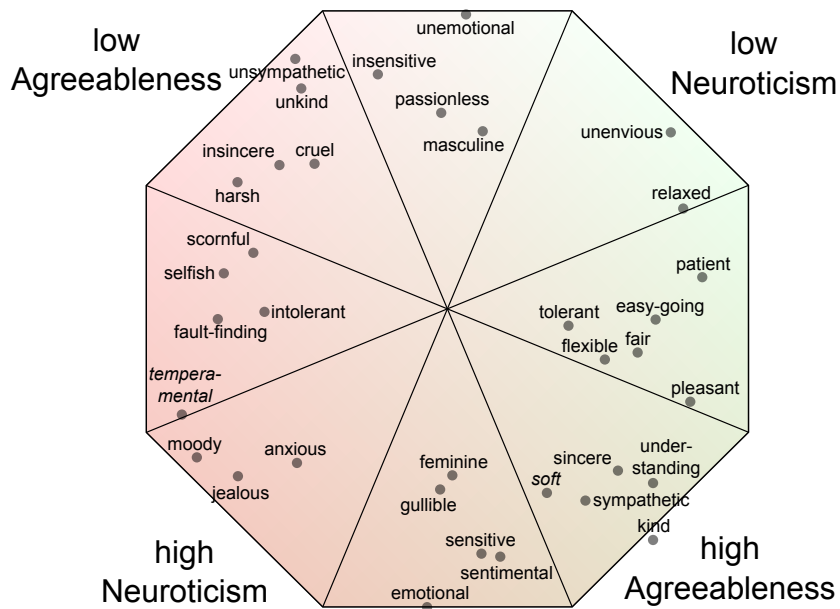 low
Agreeableness
low
Neuroticism
unemotional
insensitive
unsympathetic
unkind
passionless
masculine
unenvious
insincere
cruel
harsh
relaxed
scornful
selfish
patient
intolerant
fault-finding
tolerant
easy-going
flexible
fair
tempera-
mental
pleasant
moody
anxious
jealous
feminine
gullible
sincere
under-
standing
soft
sympathetic
kind
sensitive
sentimental
emotional
high
Neuroticism
high
Agreeableness